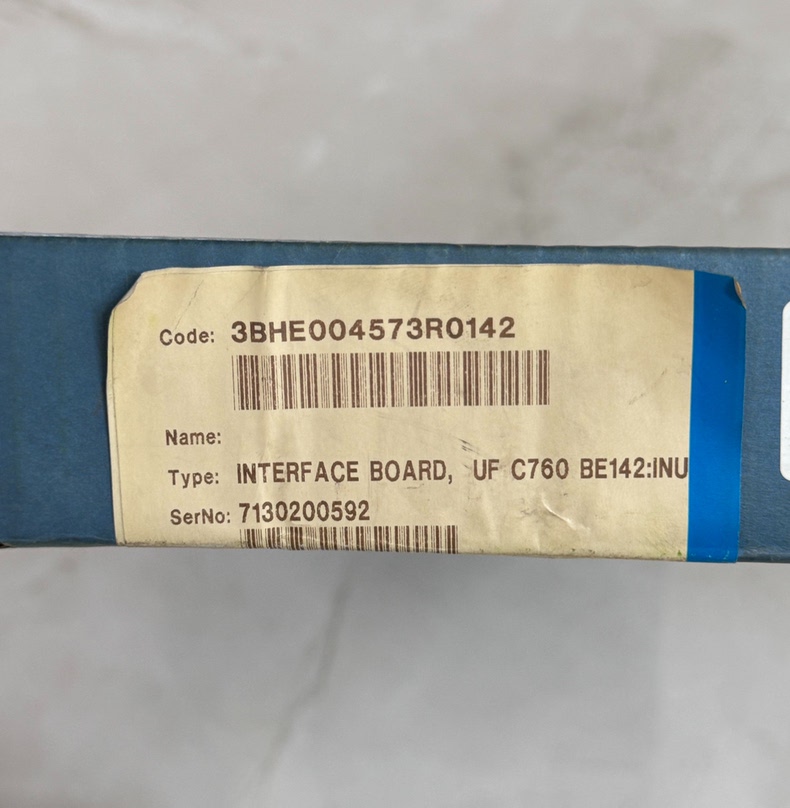 Code: 3BHE004573R0142
Name:
Type: INTERFACE BOARD, UF C760 BE142:INU
SerNo: 7130200592